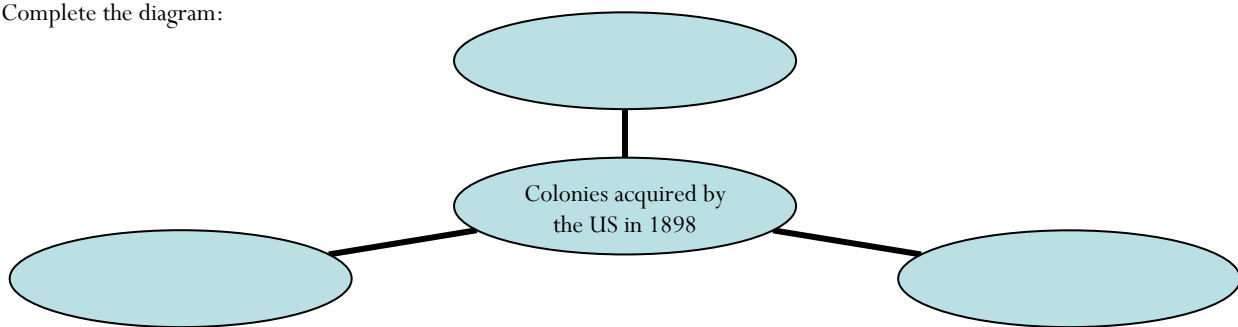 Complete the diagram:
Colonies acquired by
the US in 1898